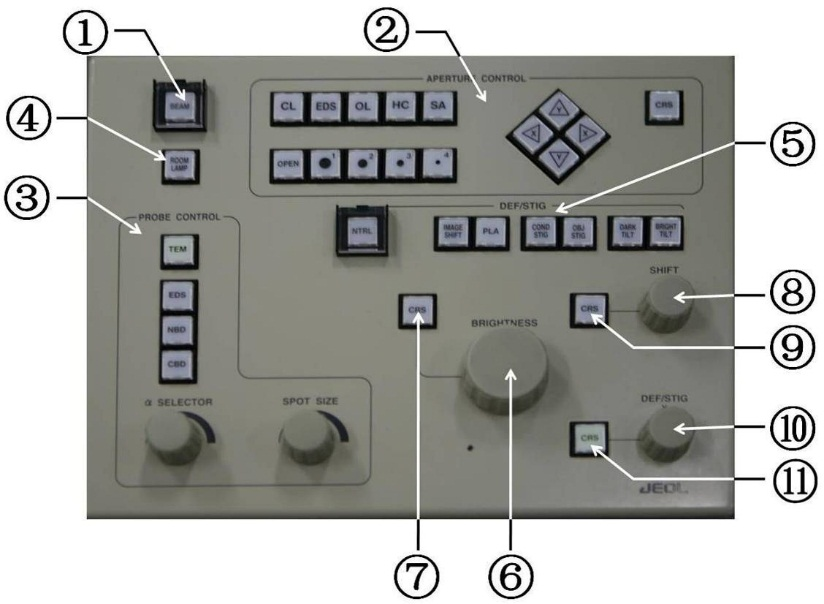 ① ②
APERTURE CONTROL
BEAM CL EDS OL HC SA Y CRS
X X
④ ROOM LAMP OPEN 1 2 3 4 Y ⑤
③ PROBE CONTROL DEF/STIG
TEM NTRL IMAGE SHIFT PLA COND STIG OBJ STIG DARK TILT BRIGHT TILT
SHIFT
EDS CRS CRS ⑧
NBD BRIGHTNESS ⑨
CBD
α SELECTOR SPOT SIZE DEF/STIG
CRS ⑩
JEOL ⑪
⑦ ⑥